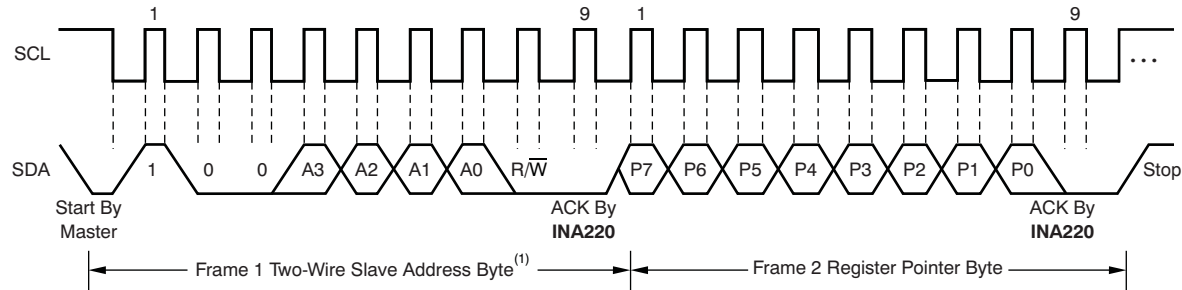 1 9 1 9
SCL
...
SDA
1 0 0 A3 A2 A1 A0 R/W̅ P7 P6 P5 P4 P3 P2 P1 P0 Stop
Start By
Master
ACK By
INA220
ACK By
INA220
Frame 1 Two-Wire Slave Address Byte(1)
Frame 2 Register Pointer Byte